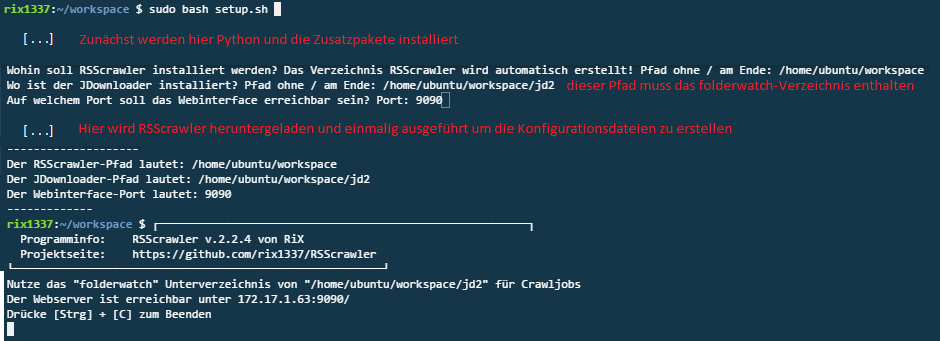 rix1337:~/workspace $ sudo bash setup.sh
[...] Zunächst werden hier Python und die Zusatzpakete installiert
Wohin soll RSScrawler installiert werden? Das Verzeichnis RSScrawler wird automatisch erstellt! Pfad ohne / am Ende: /home/ubuntu/workspace
Wo ist der JDownloader installiert? Pfad ohne / am Ende: /home/ubuntu/workspace/jd2 dieser Pfad muss das folderwatch-Verzeichnis enthalten
Auf welchem Port soll das Webinterface erreichbar sein? Port: 9090
[...] Hier wird RSScrawler heruntergeladen und einmalig ausgeführt um die Konfigurationsdateien zu erstellen
--------------------
Der RSScrawler-Pfad lautet: /home/ubuntu/workspace
Der JDownloader-Pfad lautet: /home/ubuntu/workspace/jd2
Der Webinterface-Port lautet: 9090
-------------
rix1337:~/workspace $
Programminfo: RSScrawler v.2.2.4 von RiX
Projektseite: https://github.com/rix1337/RSScrawler
Nutze das "folderwatch" Unterverzeichnis von "/home/ubuntu/workspace/jd2" für Crawljobs
Der Webserver ist erreichbar unter 172.17.1.63:9090/
Drücke [Strg] + [C] zum Beenden